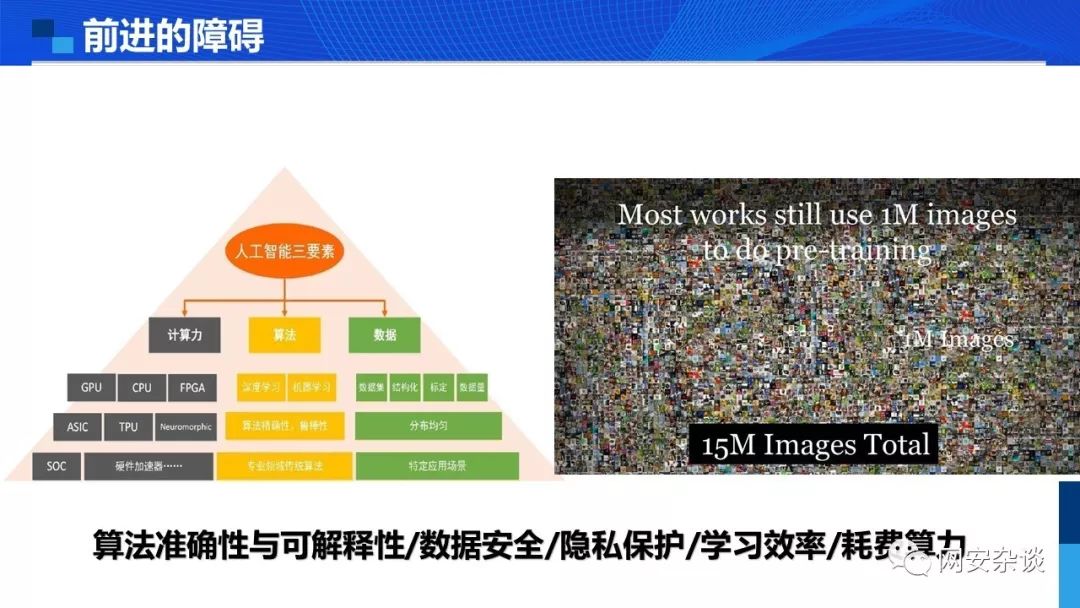 前进的障碍
人工智能三要素
计算力 算法 数据
GPU CPU FPGA 深度学习 机器学习 数据集 结构化 标定 数据量
ASIC TPU Neuromorphic 算法精确性，鲁棒性 分布均匀
SOC 硬件加速器…… 专业领域传统算法 特定应用场景
Most works still use 1M images
to do pre-training
1M Images
15M Images Total
算法准确性与可解释性/数据安全/隐私保护/学习效率/耗费算力
网安杂谈